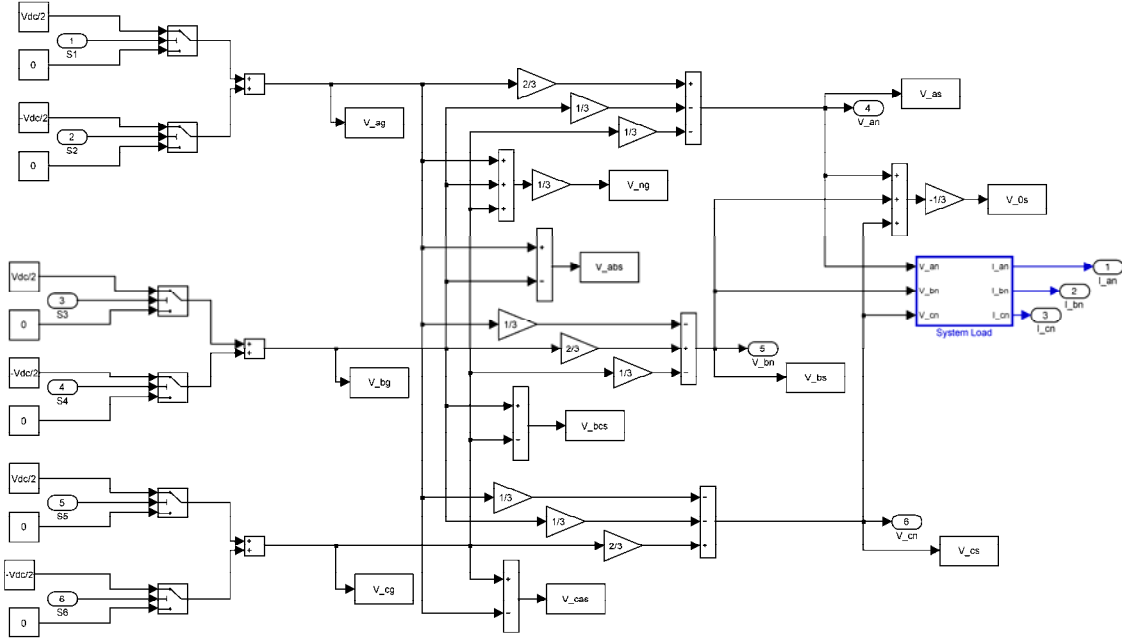 Vdc/2
1
S1
0
-Vdc/2
2
S2
0
+
+
V_ag
2/3
1/3
1/3
+
-
-
4
V_an
V_as
+
+
+
1/3
V_ng
+
+
+
-1/3
V_0s
+
-
V_abs
Vdc/2
3
S3
0
-Vdc/2
4
S4
0
+
+
V_bg
1/3
2/3
1/3
-
+
-
5
V_bn
V_bs
V_an
V_bn
V_cn
I_an
I_bn
I_cn
System Load
1
I_an
2
I_bn
3
I_cn
+
-
V_bcs
Vdc/2
5
S5
0
-Vdc/2
6
S6
0
+
+
V_cg
1/3
1/3
2/3
-
-
+
6
V_cn
V_cs
+
-
V_cas